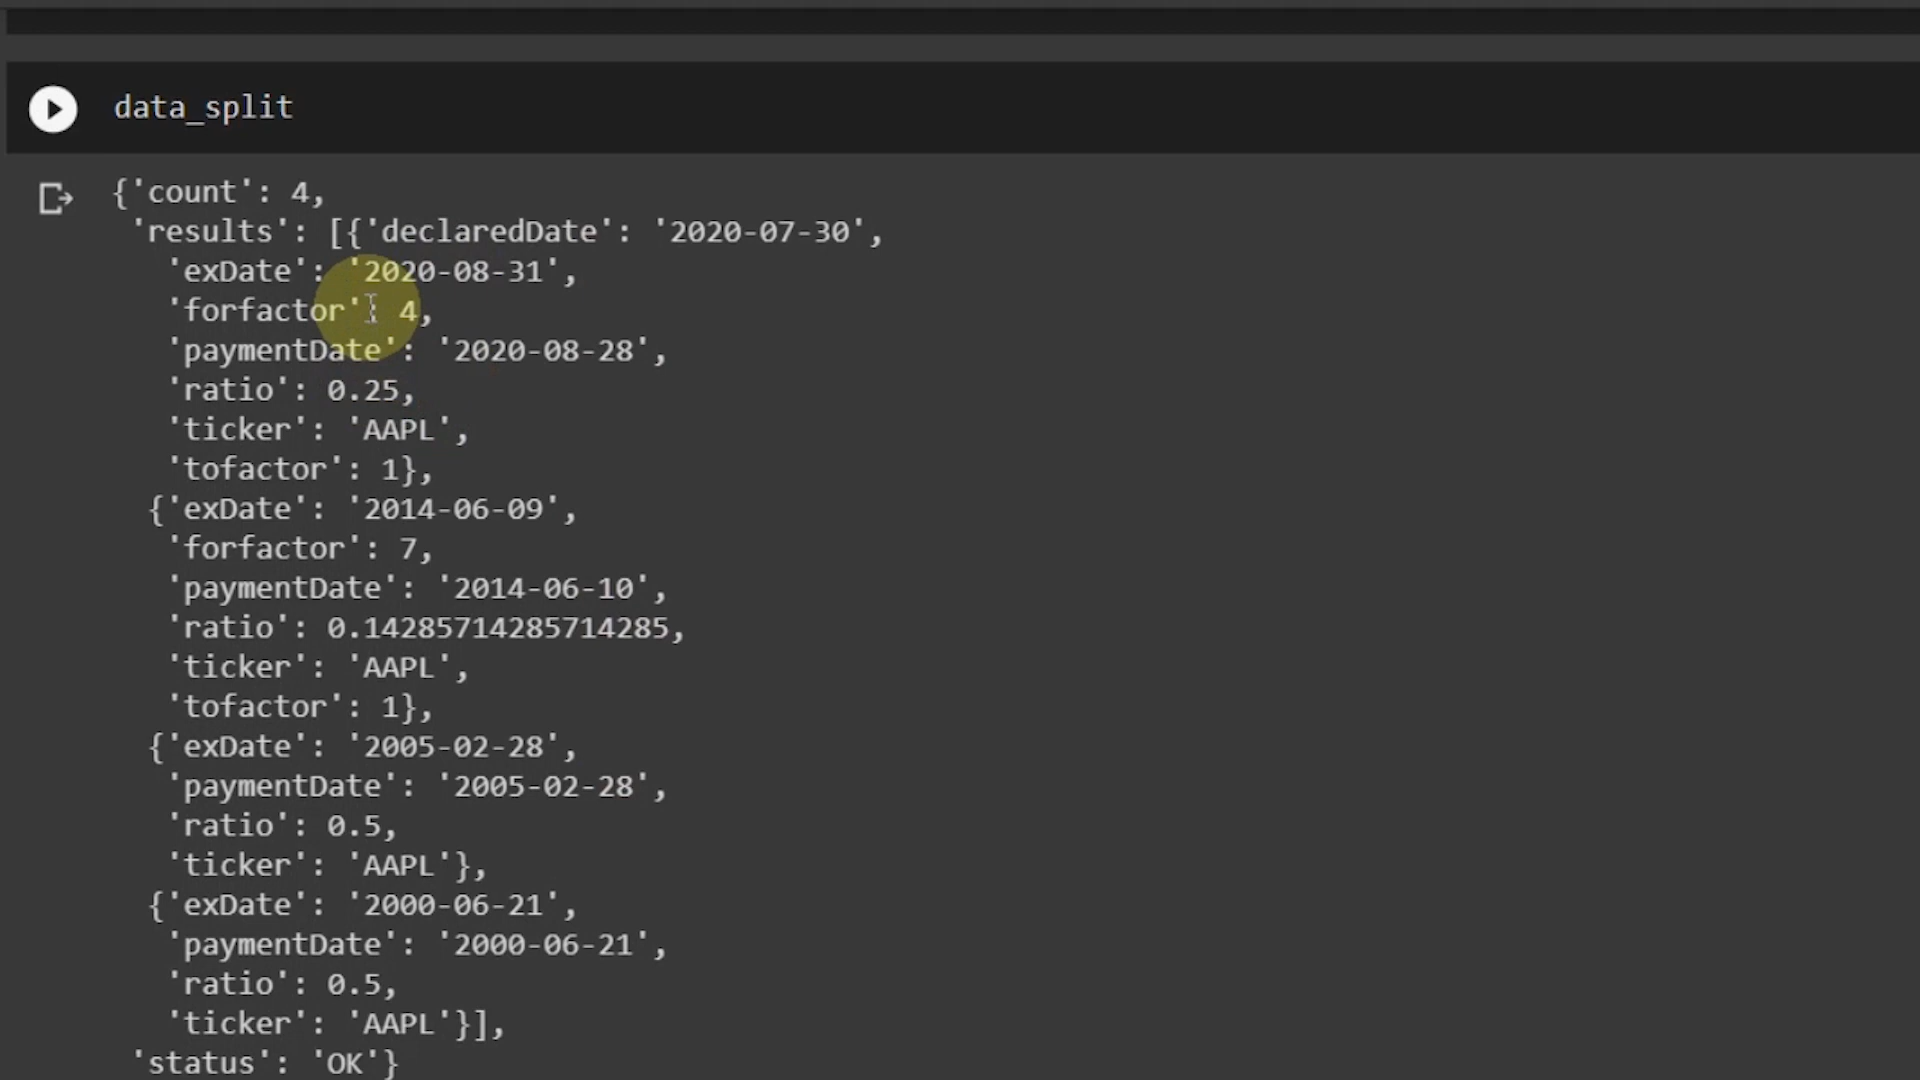 data_split
{'count': 4,
'results': [{'declaredDate': '2020-07-30',
'exDate': '2020-08-31',
'forfactor': 4,
'paymentDate': '2020-08-28',
'ratio': 0.25,
'ticker': 'AAPL',
'tofactor': 1},
{'exDate': '2014-06-09',
'forfactor': 7,
'paymentDate': '2014-06-10',
'ratio': 0.14285714285714285,
'ticker': 'AAPL',
'tofactor': 1},
{'exDate': '2005-02-28',
'paymentDate': '2005-02-28',
'ratio': 0.5,
'ticker': 'AAPL'},
{'exDate': '2000-06-21',
'paymentDate': '2000-06-21',
'ratio': 0.5,
'ticker': 'AAPL'}],
'status': 'OK'}